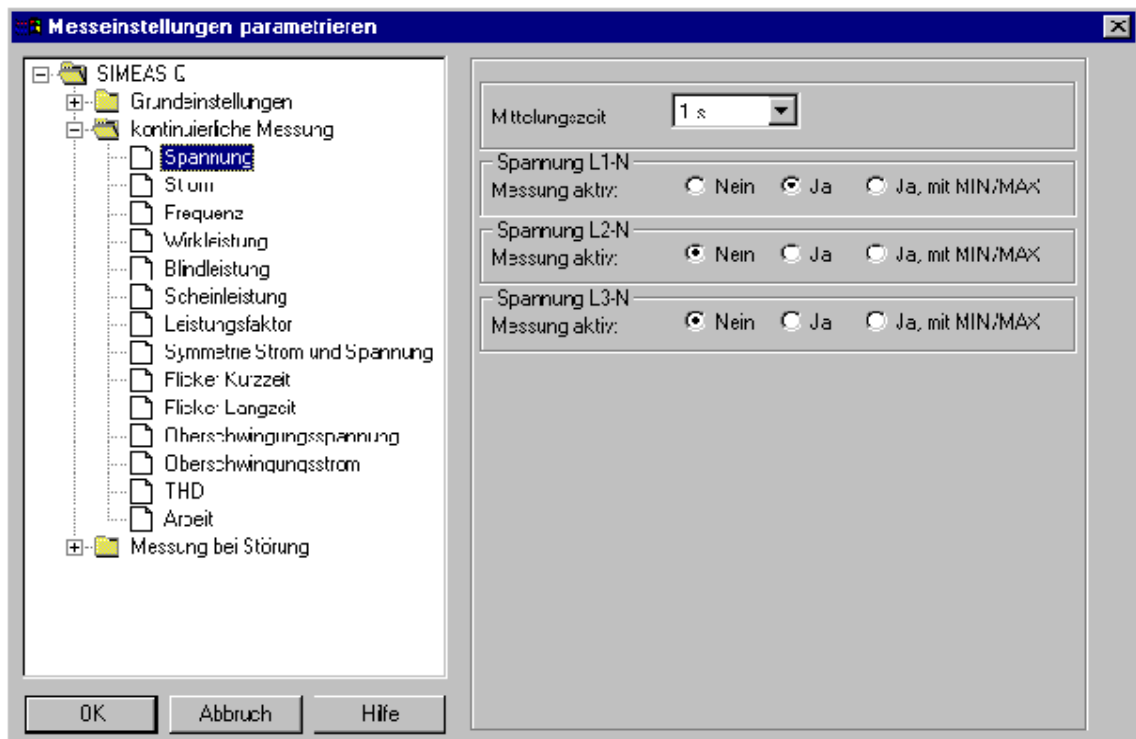 Messeinstellungen parametrieren
SIMEAS Q
Grundeinstellungen
kontinuierliche Messung
Spannung
Strom
Frequenz
Wirkleistung
Blindleistung
Scheinleistung
Leistungsfaktor
Symmetrie Strom und Spannung
Flicker Kurzzeit
Flicker Langzeit
Oberschwingungsspannung
Oberschwingungsstrom
THD
Arbeit
Messung bei Störung
OK Abbruch Hilfe
Mittelungszeit 1 s
Spannung L1-N
Messung aktiv: Nein Ja Ja, mit MIN/MAX
Spannung L2-N
Messung aktiv: Nein Ja Ja, mit MIN/MAX
Spannung L3-N
Messung aktiv: Nein Ja Ja, mit MIN/MAX